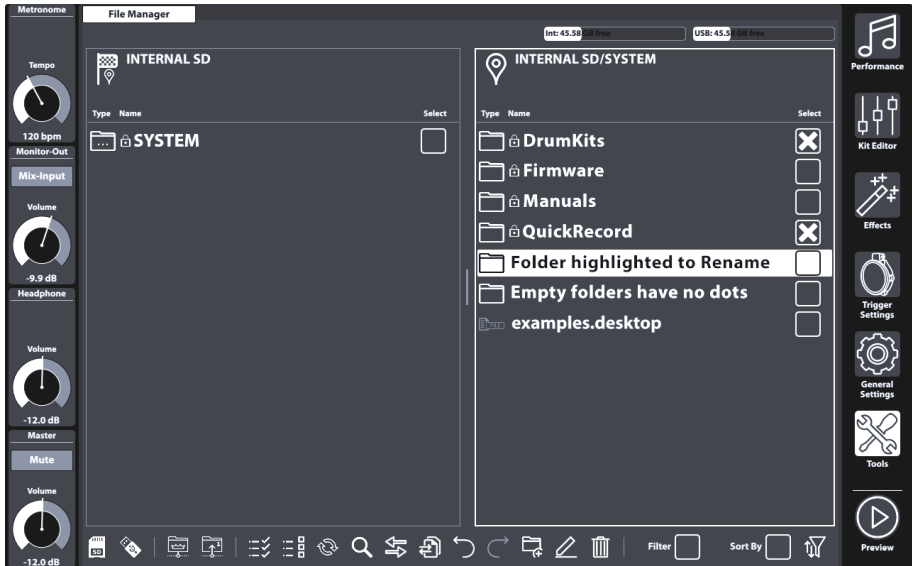 Metronome
Tempo
120 bpm
Monitor-Out
Mix-Input
Volume
-9.9 dB
Headphone
Volume
-12.0 dB
Master
Mute
Volume
-12.0 dB
File Manager
Int: 45.58 GB free
USB: 45.58 GB free
INTERNAL SD
Type Name Select
... SYSTEM
INTERNAL SD/SYSTEM
Type Name Select
DrumKits
Firmware
Manuals
QuickRecord
Folder highlighted to Rename
Empty folders have no dots
FILE examples.desktop
SD
Filter
Sort By
Performance
Kit Editor
Effects
Trigger
Settings
General
Settings
Tools
Preview